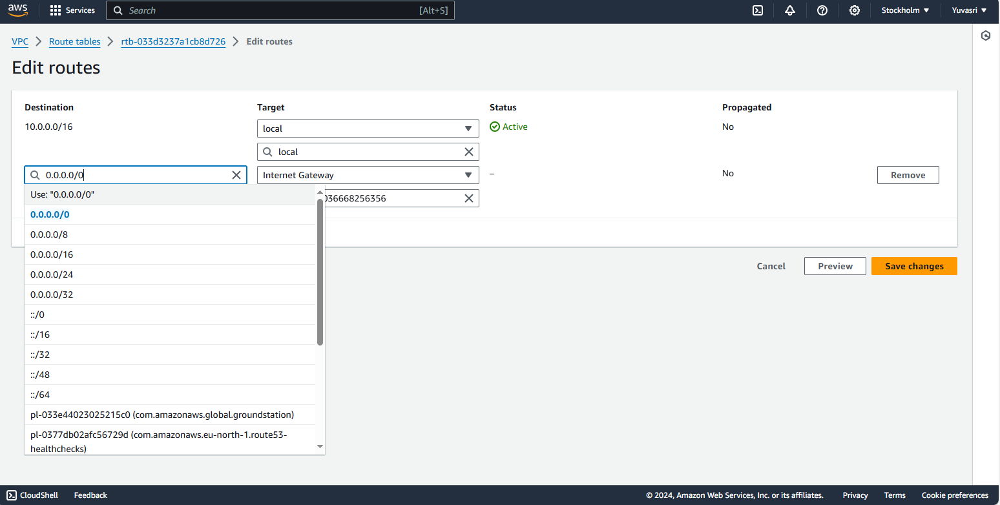 aws
Services
Search
[Alt+S]
Stockholm
Yuvasri
VPC
Route tables
rtb-033d3237a1cb8d726
Edit routes
Edit routes
Destination
Target
Status
Propagated
10.0.0.0/16
local
Active
No
local
0.0.0.0/0
Internet Gateway
–
No
Remove
036668256356
Use: "0.0.0.0/0"
0.0.0.0/0
0.0.0.0/8
0.0.0.0/16
0.0.0.0/24
0.0.0.0/32
::/0
::/16
::/32
::/48
::/64
pl-033e44023025215c0 (com.amazonaws.global.groundstation)
pl-0377db02afc56729d (com.amazonaws.eu-north-1.route53-
healthchecks)
Cancel
Preview
Save changes
CloudShell
Feedback
© 2024, Amazon Web Services, Inc. or its affiliates.
Privacy
Terms
Cookie preferences